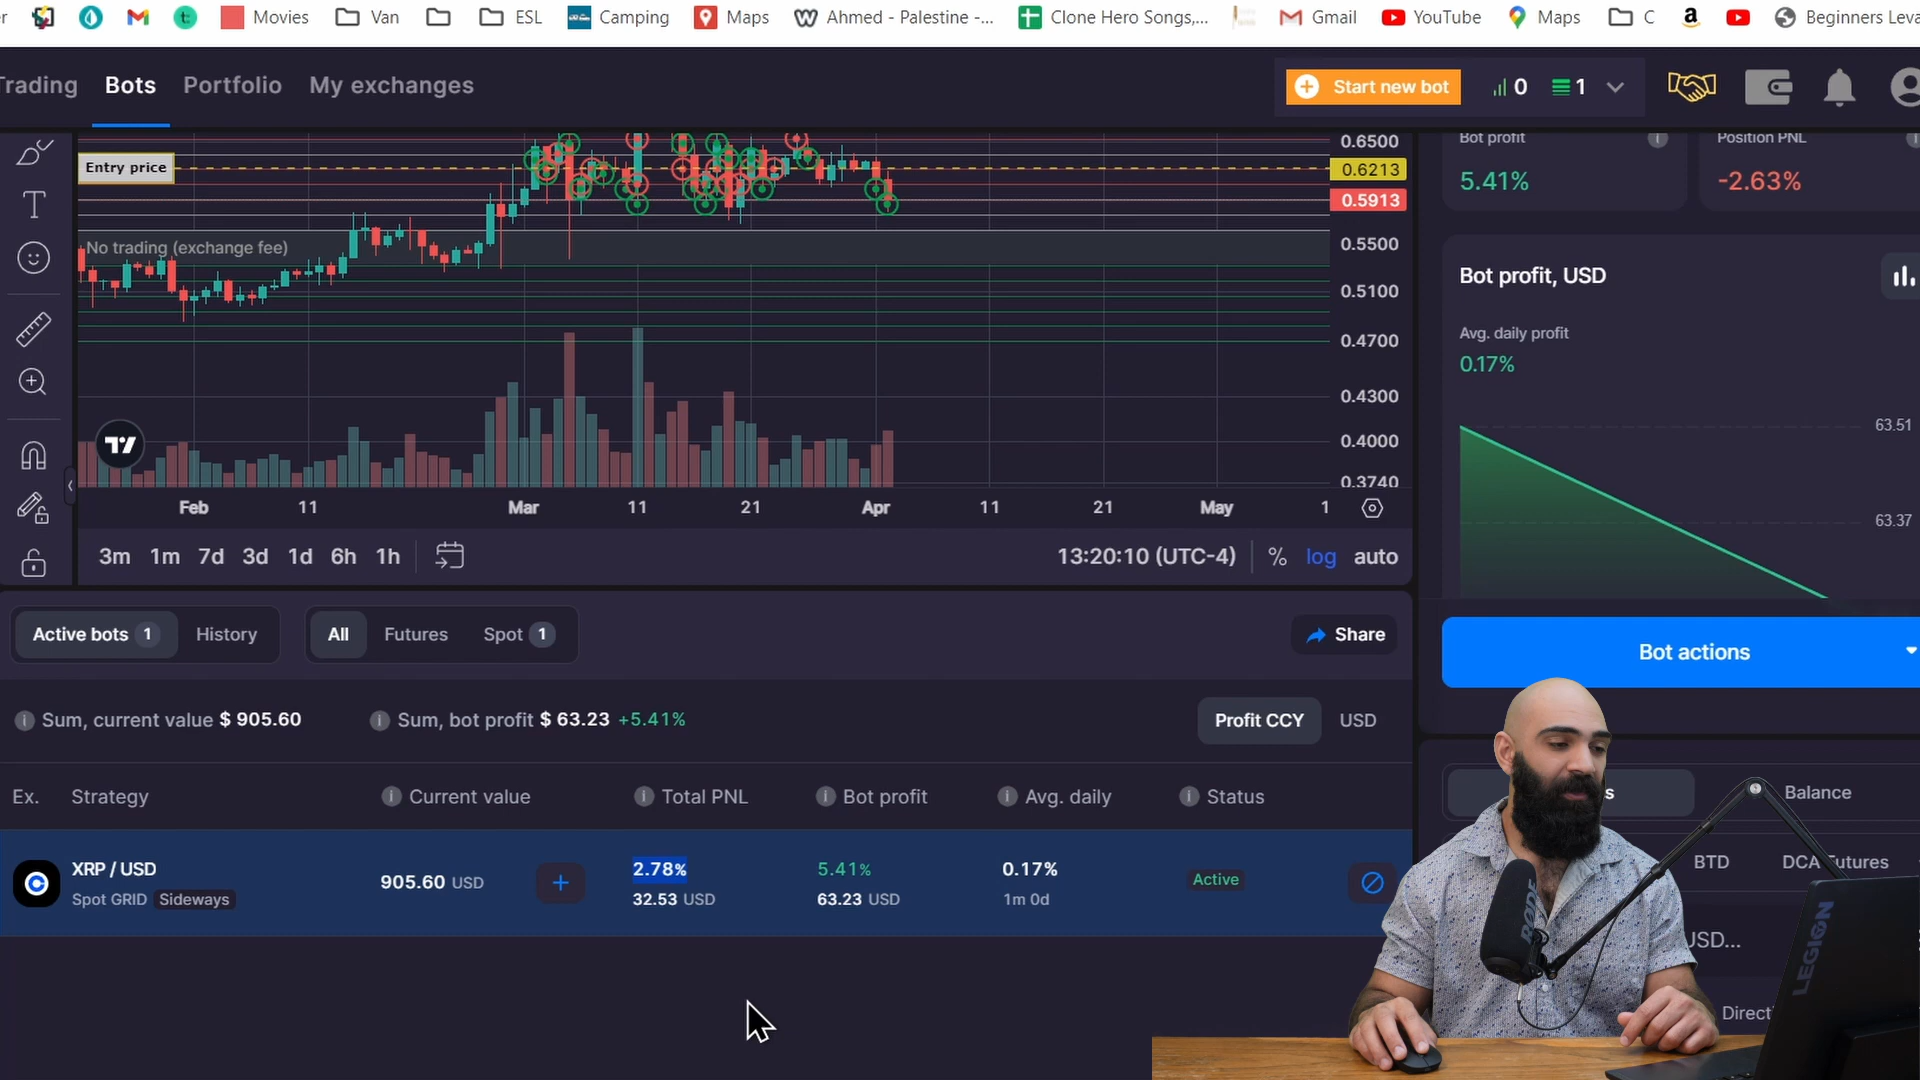 Movies Van ESL Camping Maps Ahmed - Palestine -... Clone Hero Songs,... Gmail YouTube Maps C Beginners Leva
Trading Bots Portfolio My exchanges Start new bot 0 1
Entry price
No trading (exchange fee)
0.6500
0.6213
0.5913
0.5500
0.5100
0.4700
0.4300
0.4000
0.3740
Feb 11 Mar 11 21 Apr 11 21 May 1
3m 1m 7d 3d 1d 6h 1h 13:20:10 (UTC-4) % log auto
Bot profit Position PNL
5.41% -2.63%
Bot profit, USD
Avg. daily profit
0.17%
63.51
63.37
Bot actions
Active bots 1 History All Futures Spot 1 Share
Sum, current value $ 905.60 Sum, bot profit $ 63.23 +5.41% Profit CCY USD
Ex. Strategy Current value Total PNL Bot profit Avg. daily Status
XRP / USD 2.78% 5.41% 0.17%
905.60 USD Active
Spot GRID Sideways 32.53 USD 63.23 USD 1m 0d
s Balance
BTD DCA Futures
USD...
Directi
RØDE
LEGION